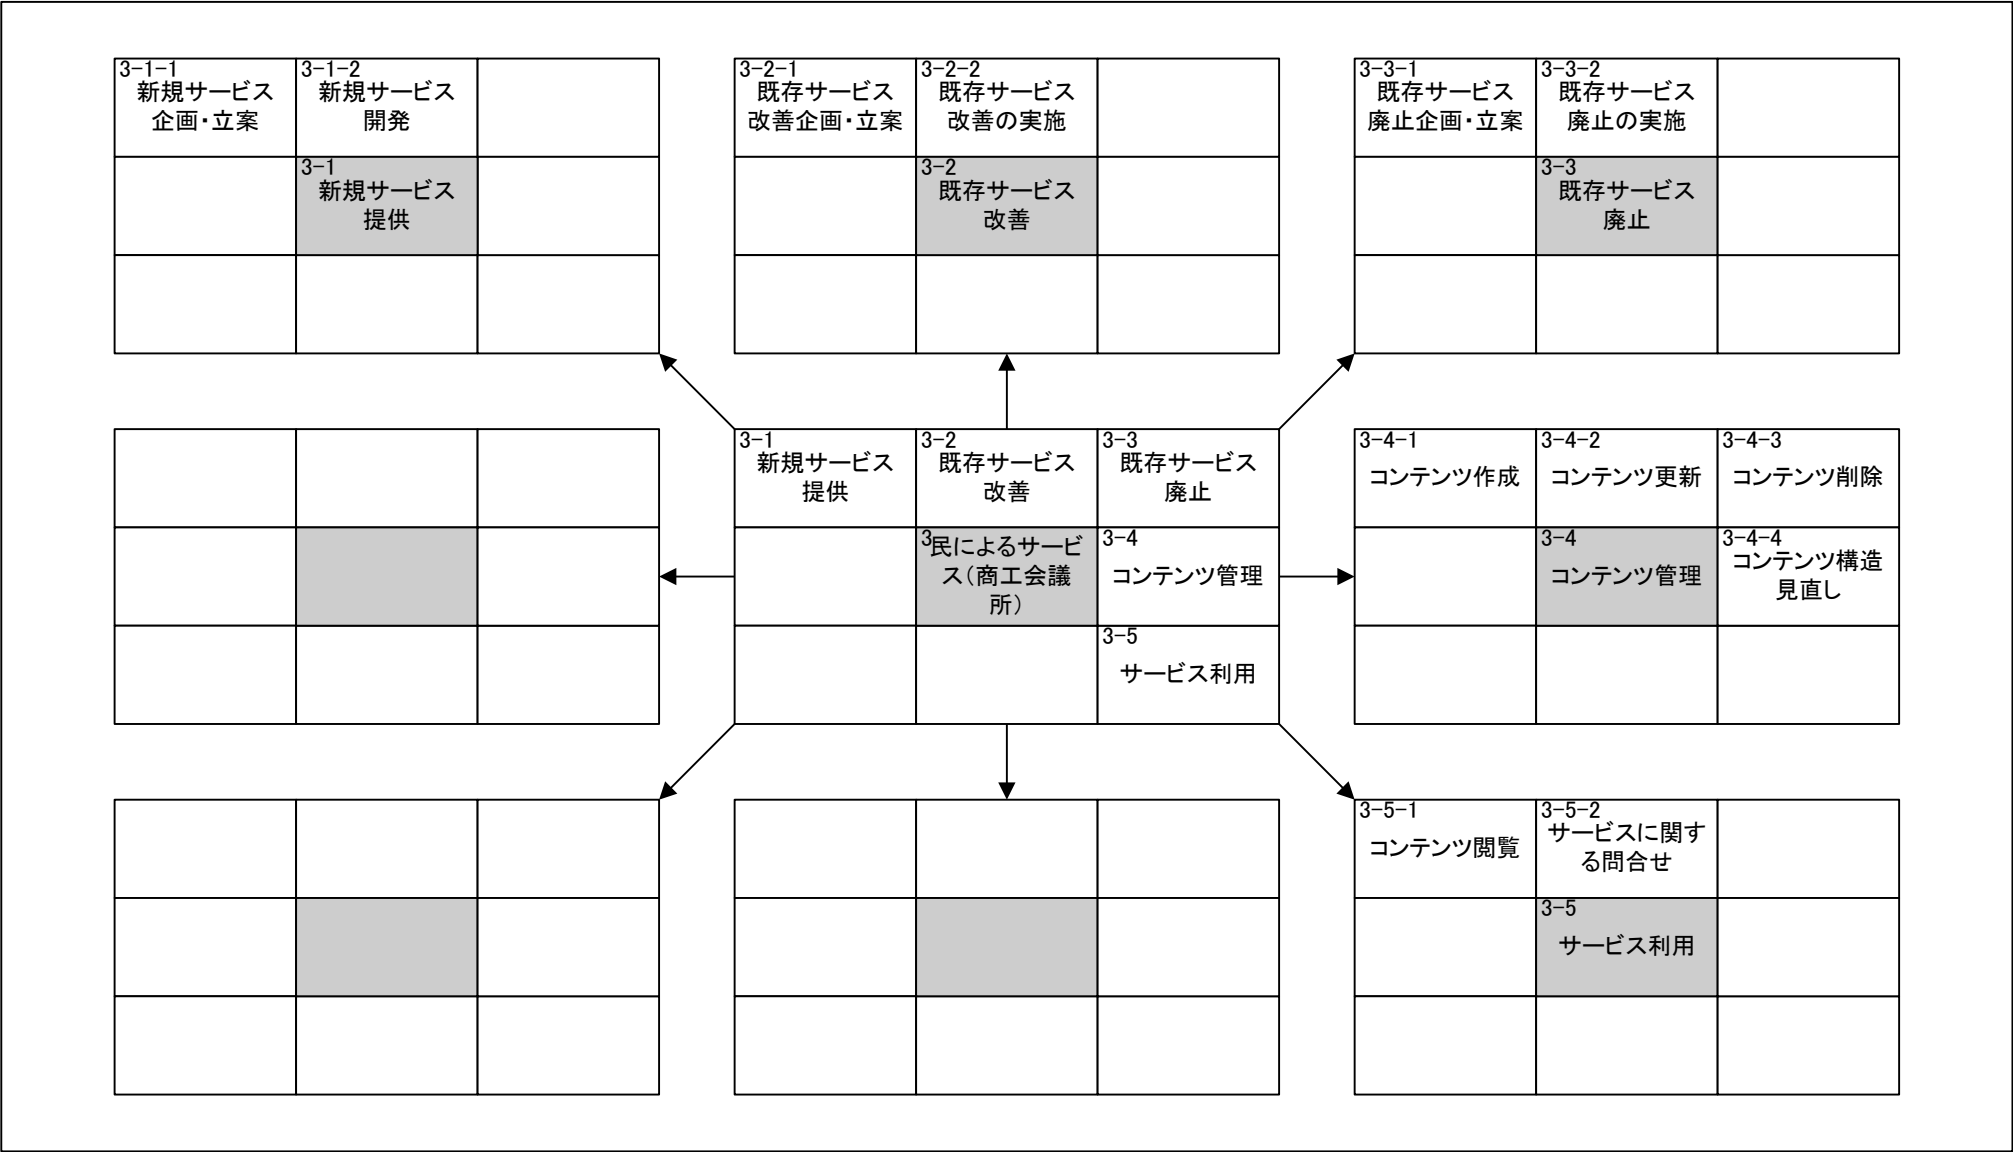 3-1-1
新規サービス
企画・立案
3-1-2
新規サービス
開発
3-1
新規サービス
提供
3-2-1
既存サービス
改善企画・立案
3-2-2
既存サービス
改善の実施
3-2
既存サービス
改善
3-3-1
既存サービス
廃止企画・立案
3-3-2
既存サービス
廃止の実施
3-3
既存サービス
廃止
3-1
新規サービス
提供
3-2
既存サービス
改善
3-3
既存サービス
廃止
3
民によるサービ
ス(商工会議
所)
3-4
コンテンツ管理
3-5
サービス利用
3-4-1
コンテンツ作成
3-4-2
コンテンツ更新
3-4-3
コンテンツ削除
3-4
コンテンツ管理
3-4-4
コンテンツ構造
見直し
3-5-1
コンテンツ閲覧
3-5-2
サービスに関す
る問合せ
3-5
サービス利用